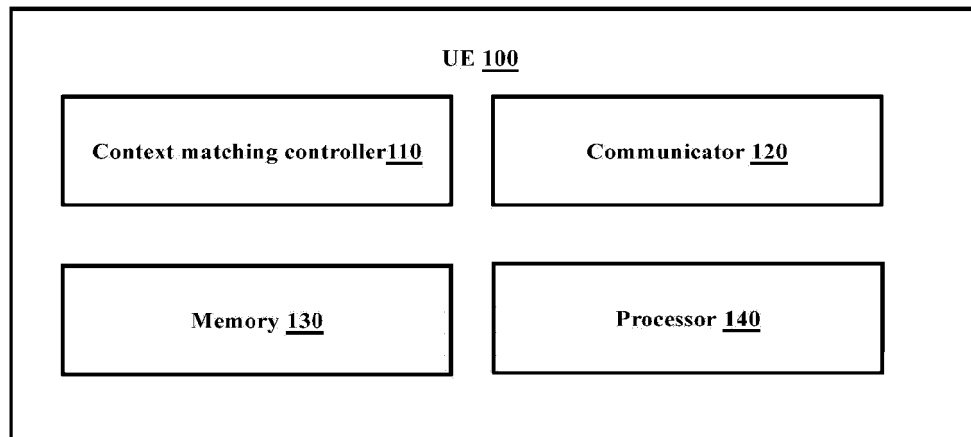 UE 100
Context matching controller110
Communicator 120
Memory 130
Processor 140